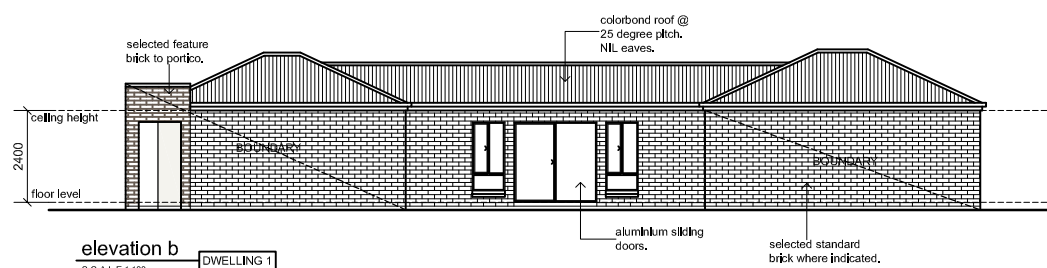 colorbond roof @
25 degree pitch.
NIL eaves.
selected feature
brick to portico.
ceiling height
2400
BOUNDARY
BOUNDARY
floor level
aluminium sliding
doors.
selected standard
brick where indicated.
elevation b
DWELLING 1